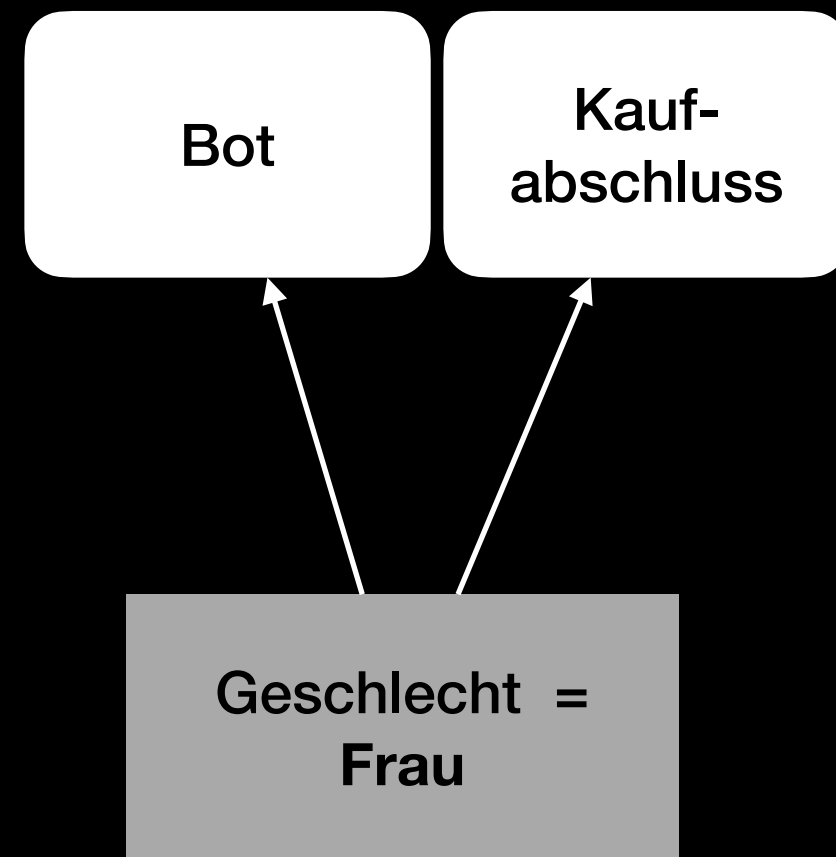 Bot
Kauf-
abschluss
Geschlecht =
Frau